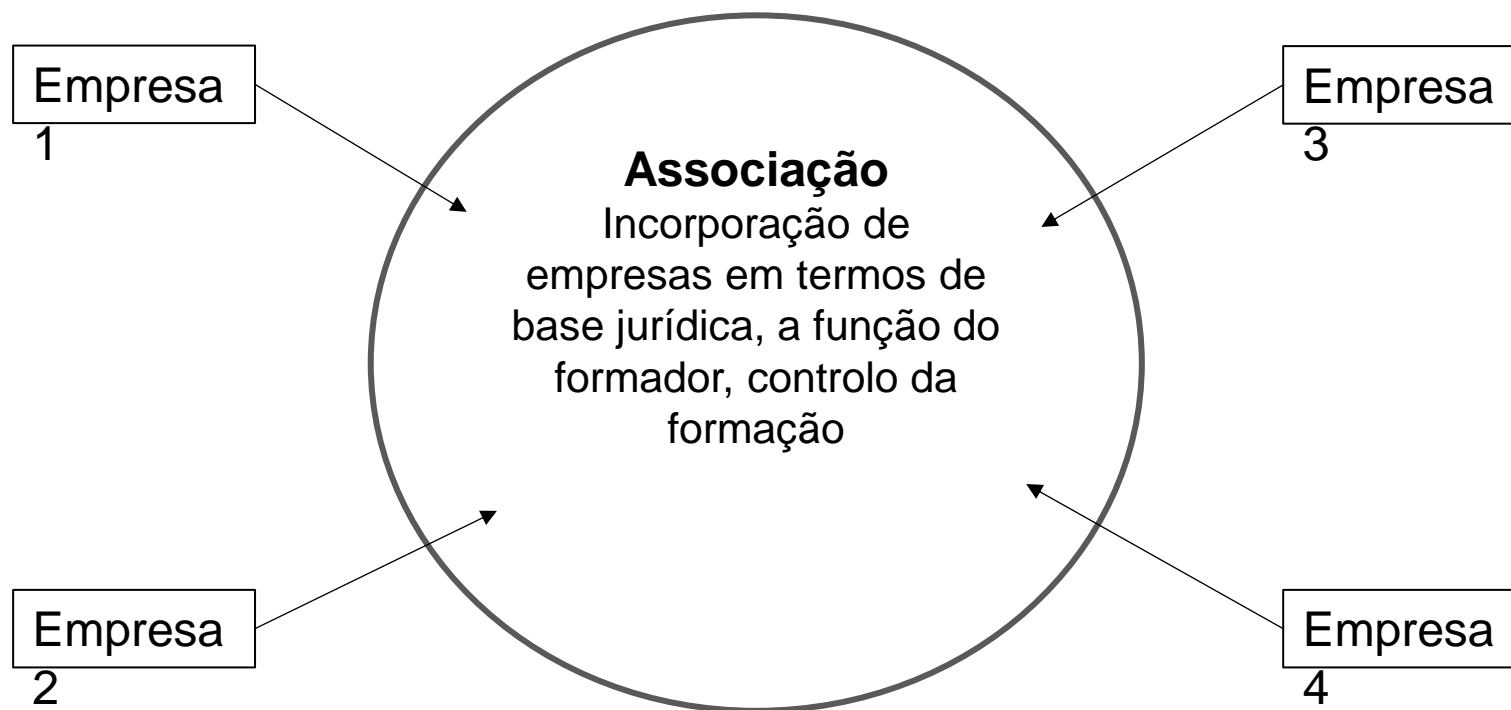 Empresa
1
Empresa
3
Associação
Incorporação de
empresas em termos de
base jurídica, a função do
formador, controlo da
formação
Empresa
2
Empresa
4